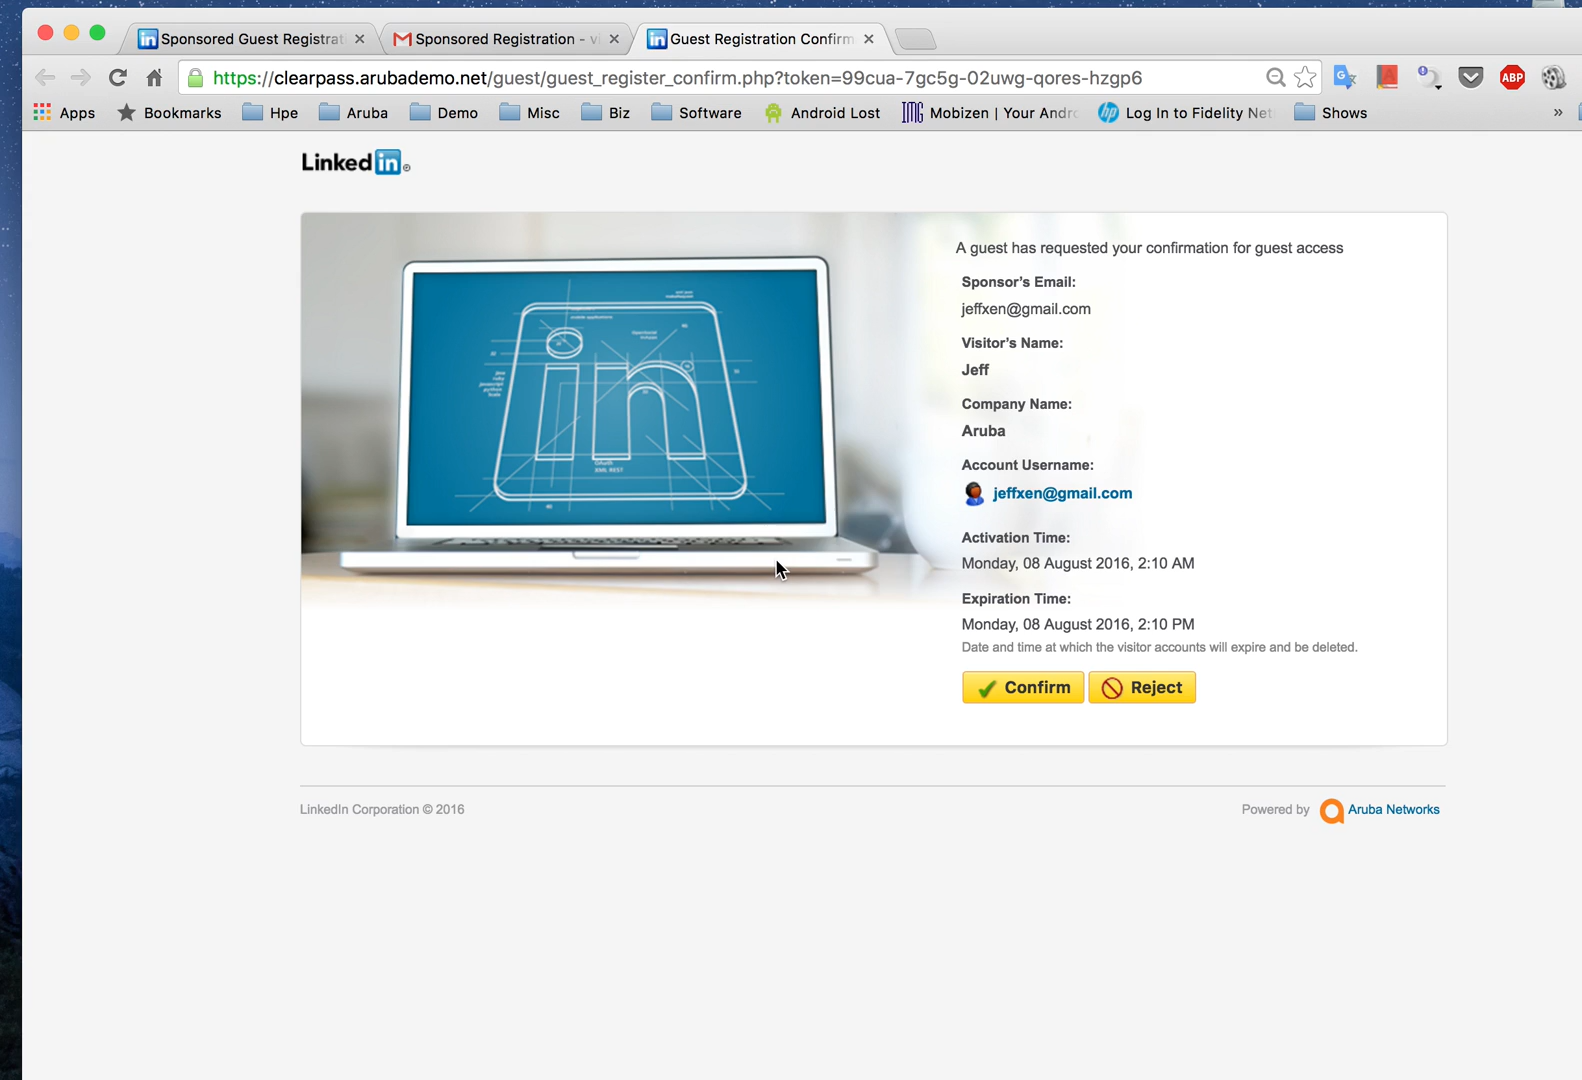 Sponsored Guest Registrat
Sponsored Registration - vi
Guest Registration Confirm
https://clearpass.arubademo.net/guest/guest_register_confirm.php?token=99cua-7gc5g-02uwg-qores-hzgp6
ABP
Apps
Bookmarks
Hpe
Aruba
Demo
Misc
Biz
Software
Android Lost
Mobizen | Your Andro
Log In to Fidelity Net
Shows
»
Linked in
A guest has requested your confirmation for guest access
Sponsor's Email:
jeffxen@gmail.com
Visitor's Name:
Jeff
Company Name:
Aruba
Account Username:
jeffxen@gmail.com
Activation Time:
Monday, 08 August 2016, 2:10 AM
Expiration Time:
Monday, 08 August 2016, 2:10 PM
Date and time at which the visitor accounts will expire and be deleted.
Confirm
Reject
LinkedIn Corporation © 2016
Powered by Aruba Networks